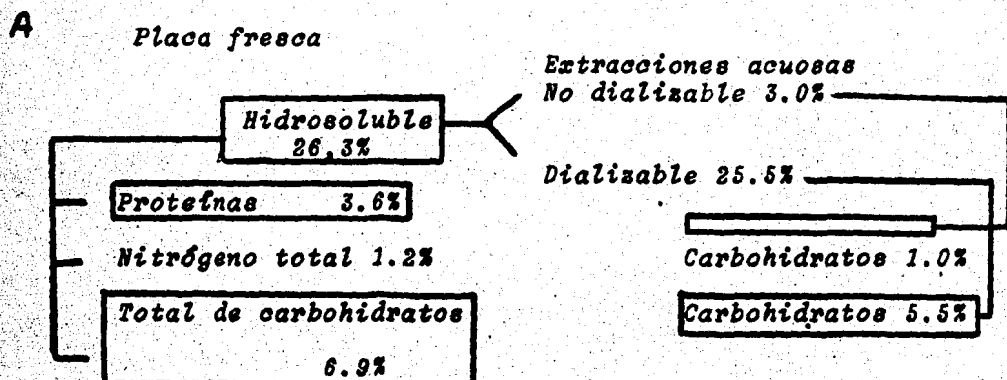 A
Placa fresca
Extracciones acuosas
No dializable 3.0%
Hidrosoluble
26,3%
Dializable 25.5%
Proteínas 3.6%
Nitrógeno total 1.2%
Carbohidratos 1.0%
Total de carbohidratos
6.9%
Carbohidratos 5.5%